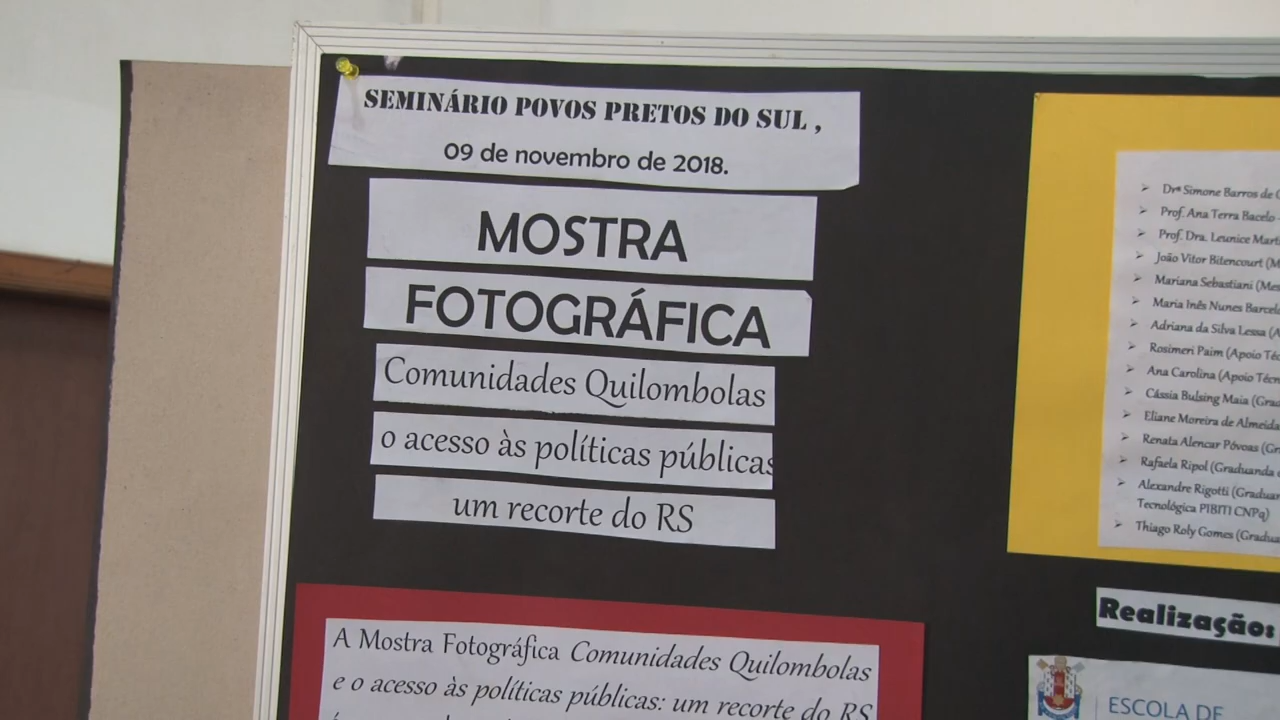 SEMINÁRIO POVOS PRETOS DO SUL ,
09 de novembro de 2018.
MOSTRA
FOTOGRÁFICA
Comunidades Quilombolas
o acesso às políticas públicas
um recorte do RS
A Mostra Fotográfica Comunidades Quilombolas
e o acesso às políticas públicas: um recorte do RS
Drª Simone Barros de
Prof. Ana Terra Bacelo
Prof. Dra. Leunice
João Vitor Bitencourt
Mariana Sebastiani
Maria Inês Nunes
Adriana da Silva Lessa
Rosimeri Paim (Apoio
Ana Carolina (Apoio
Cássia Bulsing Maia
Eliane Moreira de Almeida
Renata Alencar Póvoas
Rafaela Ripol (Graduanda
Alexandre Rigotti
Tecnológica PIBITI CNPq)
Thiago Roly Gomes
Realização:
ESCOLA DE